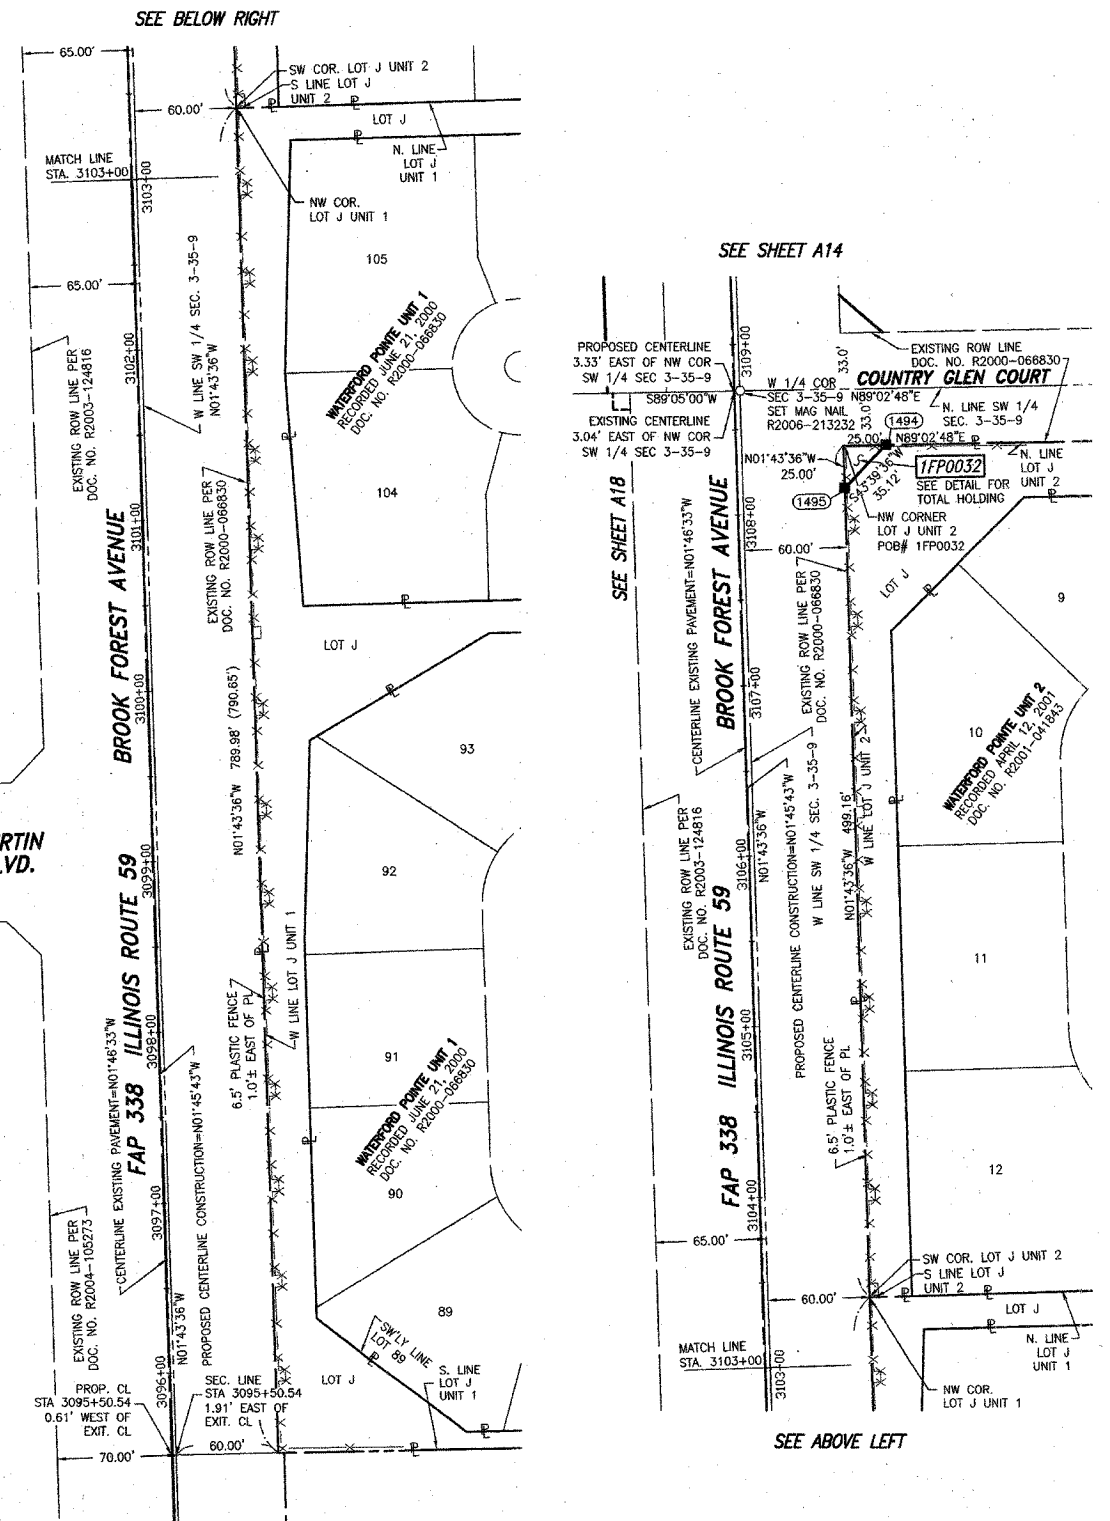 SEE BELOW RIGHT
65.00'
SW COR. LOT J UNIT 2
S LINE LOT J
UNIT 2
60.00'
LOT J
N. LINE
LOT J
UNIT 1
MATCH LINE
STA. 3103+00
3103+00
NW COR.
LOT J UNIT 1
W LINE SW 1/4 SEC. 3-35-9
N01°43'36"W
105
65.00'
WATERFORD POINTE UNIT 1
RECORDED JUNE 21, 2000
DOC. NO. R2000-066830
3102+00
EXISTING ROW LINE PER
DOC. NO. R2003-124816
EXISTING ROW LINE PER
DOC. NO. R2000-066830
104
3101+00
BROOK FOREST AVENUE
LOT J
3100+00
N01°43'36"W 789.98' (790.65')
93
RTIN
LVD.
92
3099+00
FAP 338 ILLINOIS ROUTE 59
W LINE LOT J UNIT 1
6.5' PLASTIC FENCE
1.0'± EAST OF PL
3098+00
91
WATERFORD POINTE UNIT 1
RECORDED JUNE 21, 2000
DOC. NO. R2000-066830
CENTERLINE EXISTING PAVEMENT=N01°46'33"W
PROPOSED CENTERLINE CONSTRUCTION=N01°45'43"W
90
3097+00
EXISTING ROW LINE PER
DOC. NO. R2004-105273
N01°43'36"W
89
SW'LY LINE
LOT 89
3096+00
PROP. CL
STA 3095+50.54
0.61' WEST OF
EXIT. CL
SEC. LINE
STA 3095+50.54
1.91' EAST OF
EXIT. CL
LOT J
S. LINE
LOT J
UNIT 1
70.00'
60.00'
SEE SHEET A14
PROPOSED CENTERLINE
3.33' EAST OF NW COR
SW 1/4 SEC 3-35-9
3109+00
33.0'
EXISTING ROW LINE
DOC. NO. R2000-066830
W 1/4 COR
SEC 3-35-9
SET MAG NAIL
R2006-213232
COUNTRY GLEN COURT
N89°02'48"E
S89°05'00"W
33.0'
N. LINE SW 1/4
SEC. 3-35-9
EXISTING CENTERLINE
3.04' EAST OF NW COR
SW 1/4 SEC 3-35-9
1494
25.00'
N89°02'48"E
N01°43'36"W
25.00'
S43°39'36"W
35.12'
1FP0032
SEE DETAIL FOR
TOTAL HOLDING
N. LINE
LOT J
UNIT 2
1495
NW CORNER
LOT J UNIT 2
POB# 1FP0032
SEE SHEET A18
3108+00
60.00'
BROOK FOREST AVENUE
CENTERLINE EXISTING PAVEMENT=N01°46'33"W
EXISTING ROW LINE PER
DOC. NO. R2000-066830
LOT J
9
3107+00
10
WATERFORD POINTE UNIT 2
RECORDED APRIL 12, 2001
DOC. NO. R2001-041843
EXISTING ROW LINE PER
DOC. NO. R2003-124816
3106+00
N01°43'36"W
PROPOSED CENTERLINE CONSTRUCTION=N01°45'43"W
W LINE SW 1/4 SEC. 3-35-9
N01°43'36"W 499.16'
W LINE LOT J UNIT 2
FAP 338 ILLINOIS ROUTE 59
11
3105+00
6.5' PLASTIC FENCE
1.0'± EAST OF PL
12
3104+00
65.00'
SW COR. LOT J UNIT 2
S LINE LOT J
UNIT 2
60.00'
LOT J
N. LINE
LOT J
UNIT 1
MATCH LINE
STA. 3103+00
3103+00
NW COR.
LOT J UNIT 1
SEE ABOVE LEFT